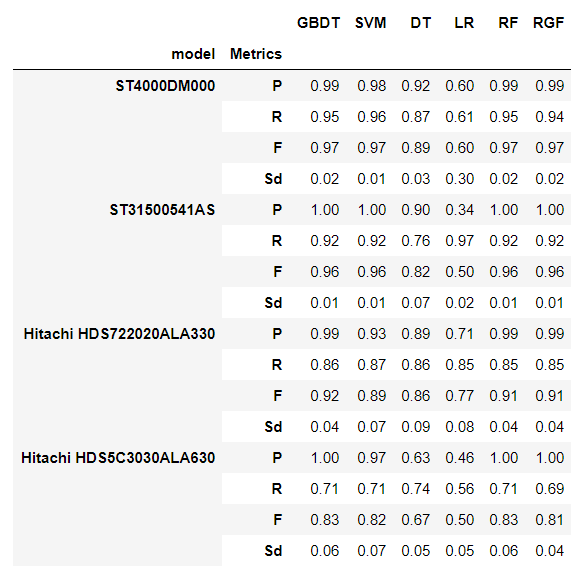 GBDT SVM DT LR RF RGF
model Metrics
ST4000DM000 P 0.99 0.98 0.92 0.60 0.99 0.99
R 0.95 0.96 0.87 0.61 0.95 0.94
F 0.97 0.97 0.89 0.60 0.97 0.97
Sd 0.02 0.01 0.03 0.30 0.02 0.02
ST31500541AS P 1.00 1.00 0.90 0.34 1.00 1.00
R 0.92 0.92 0.76 0.97 0.92 0.92
F 0.96 0.96 0.82 0.50 0.96 0.96
Sd 0.01 0.01 0.07 0.02 0.01 0.01
Hitachi HDS722020ALA330 P 0.99 0.93 0.89 0.71 0.99 0.99
R 0.86 0.87 0.86 0.85 0.85 0.85
F 0.92 0.89 0.86 0.77 0.91 0.91
Sd 0.04 0.07 0.09 0.08 0.04 0.04
Hitachi HDS5C3030ALA630 P 1.00 0.97 0.63 0.46 1.00 1.00
R 0.71 0.71 0.74 0.56 0.71 0.69
F 0.83 0.82 0.67 0.50 0.83 0.81
Sd 0.06 0.07 0.05 0.05 0.06 0.04